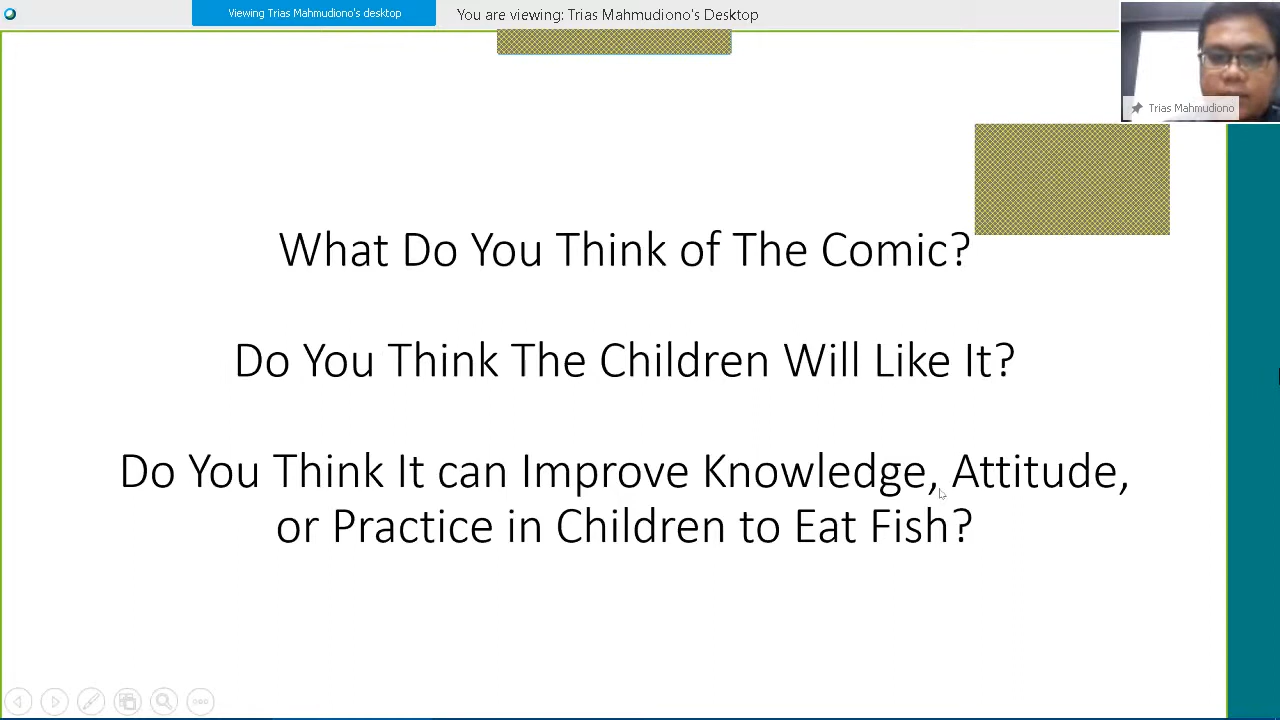 Viewing Trias Mahmudiono's desktop
You are viewing: Trias Mahmudiono's Desktop
Trias Mahmudiono
What Do You Think of The Comic?
Do You Think The Children Will Like It?
Do You Think It can Improve Knowledge, Attitude,
or Practice in Children to Eat Fish?